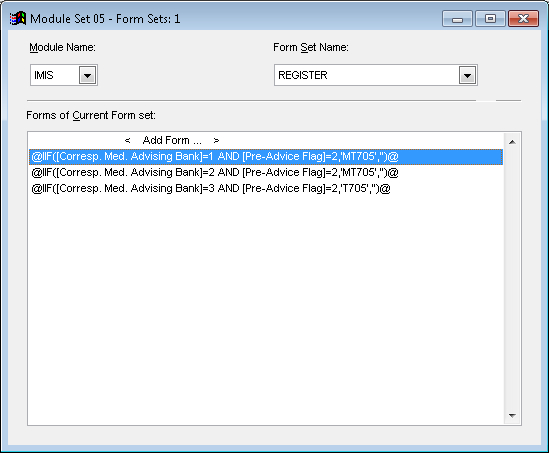 Module Set 05 - Form Sets: 1
Module Name:
Form Set Name:
IMIS
REGISTER
Forms of Current Form set:
< Add Form ... >
@IIF([Corresp. Med. Advising Bank]=1 AND [Pre-Advice Flag]=2,'MT705','')@
@IIF([Corresp. Med. Advising Bank]=2 AND [Pre-Advice Flag]=2,'MT705','')@
@IIF([Corresp. Med. Advising Bank]=3 AND [Pre-Advice Flag]=2,'T705','')@